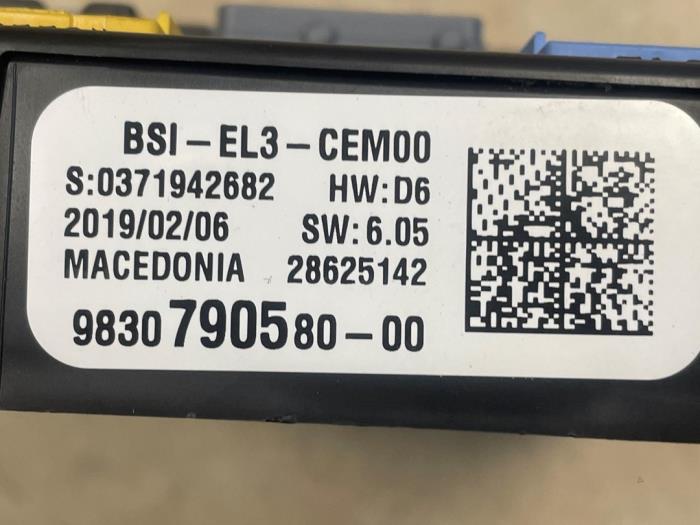 BSI-EL3-CEM00
S:0371942682 HW:D6
2019/02/06 SW:6.05
MACEDONIA 28625142
9830790580-00